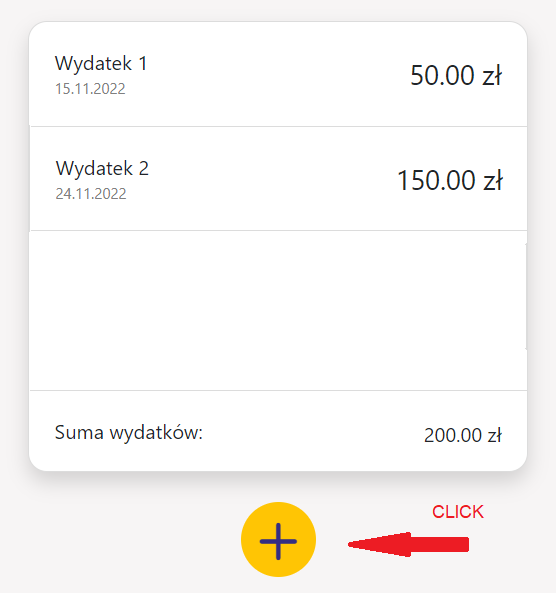 Wydatek 1
50.00 zł
15.11.2022
Wydatek 2
150.00 zł
24.11.2022
Suma wydatków:
200.00 zł
CLICK